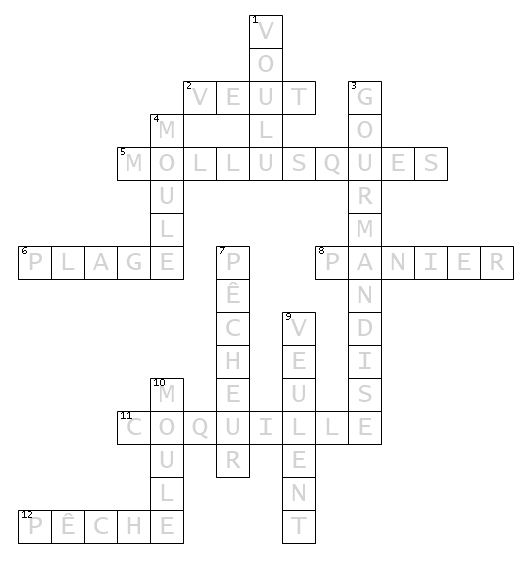 1 VOULU
2 VEUT
3 GOURMANDISE
4 MOULE
5 MOLLUSQUES
6 PLAGE
7 PÊCHEUR
8 PANIER
9 VEULENT
10 MOULE
11 COQUILLE
12 PÊCHE